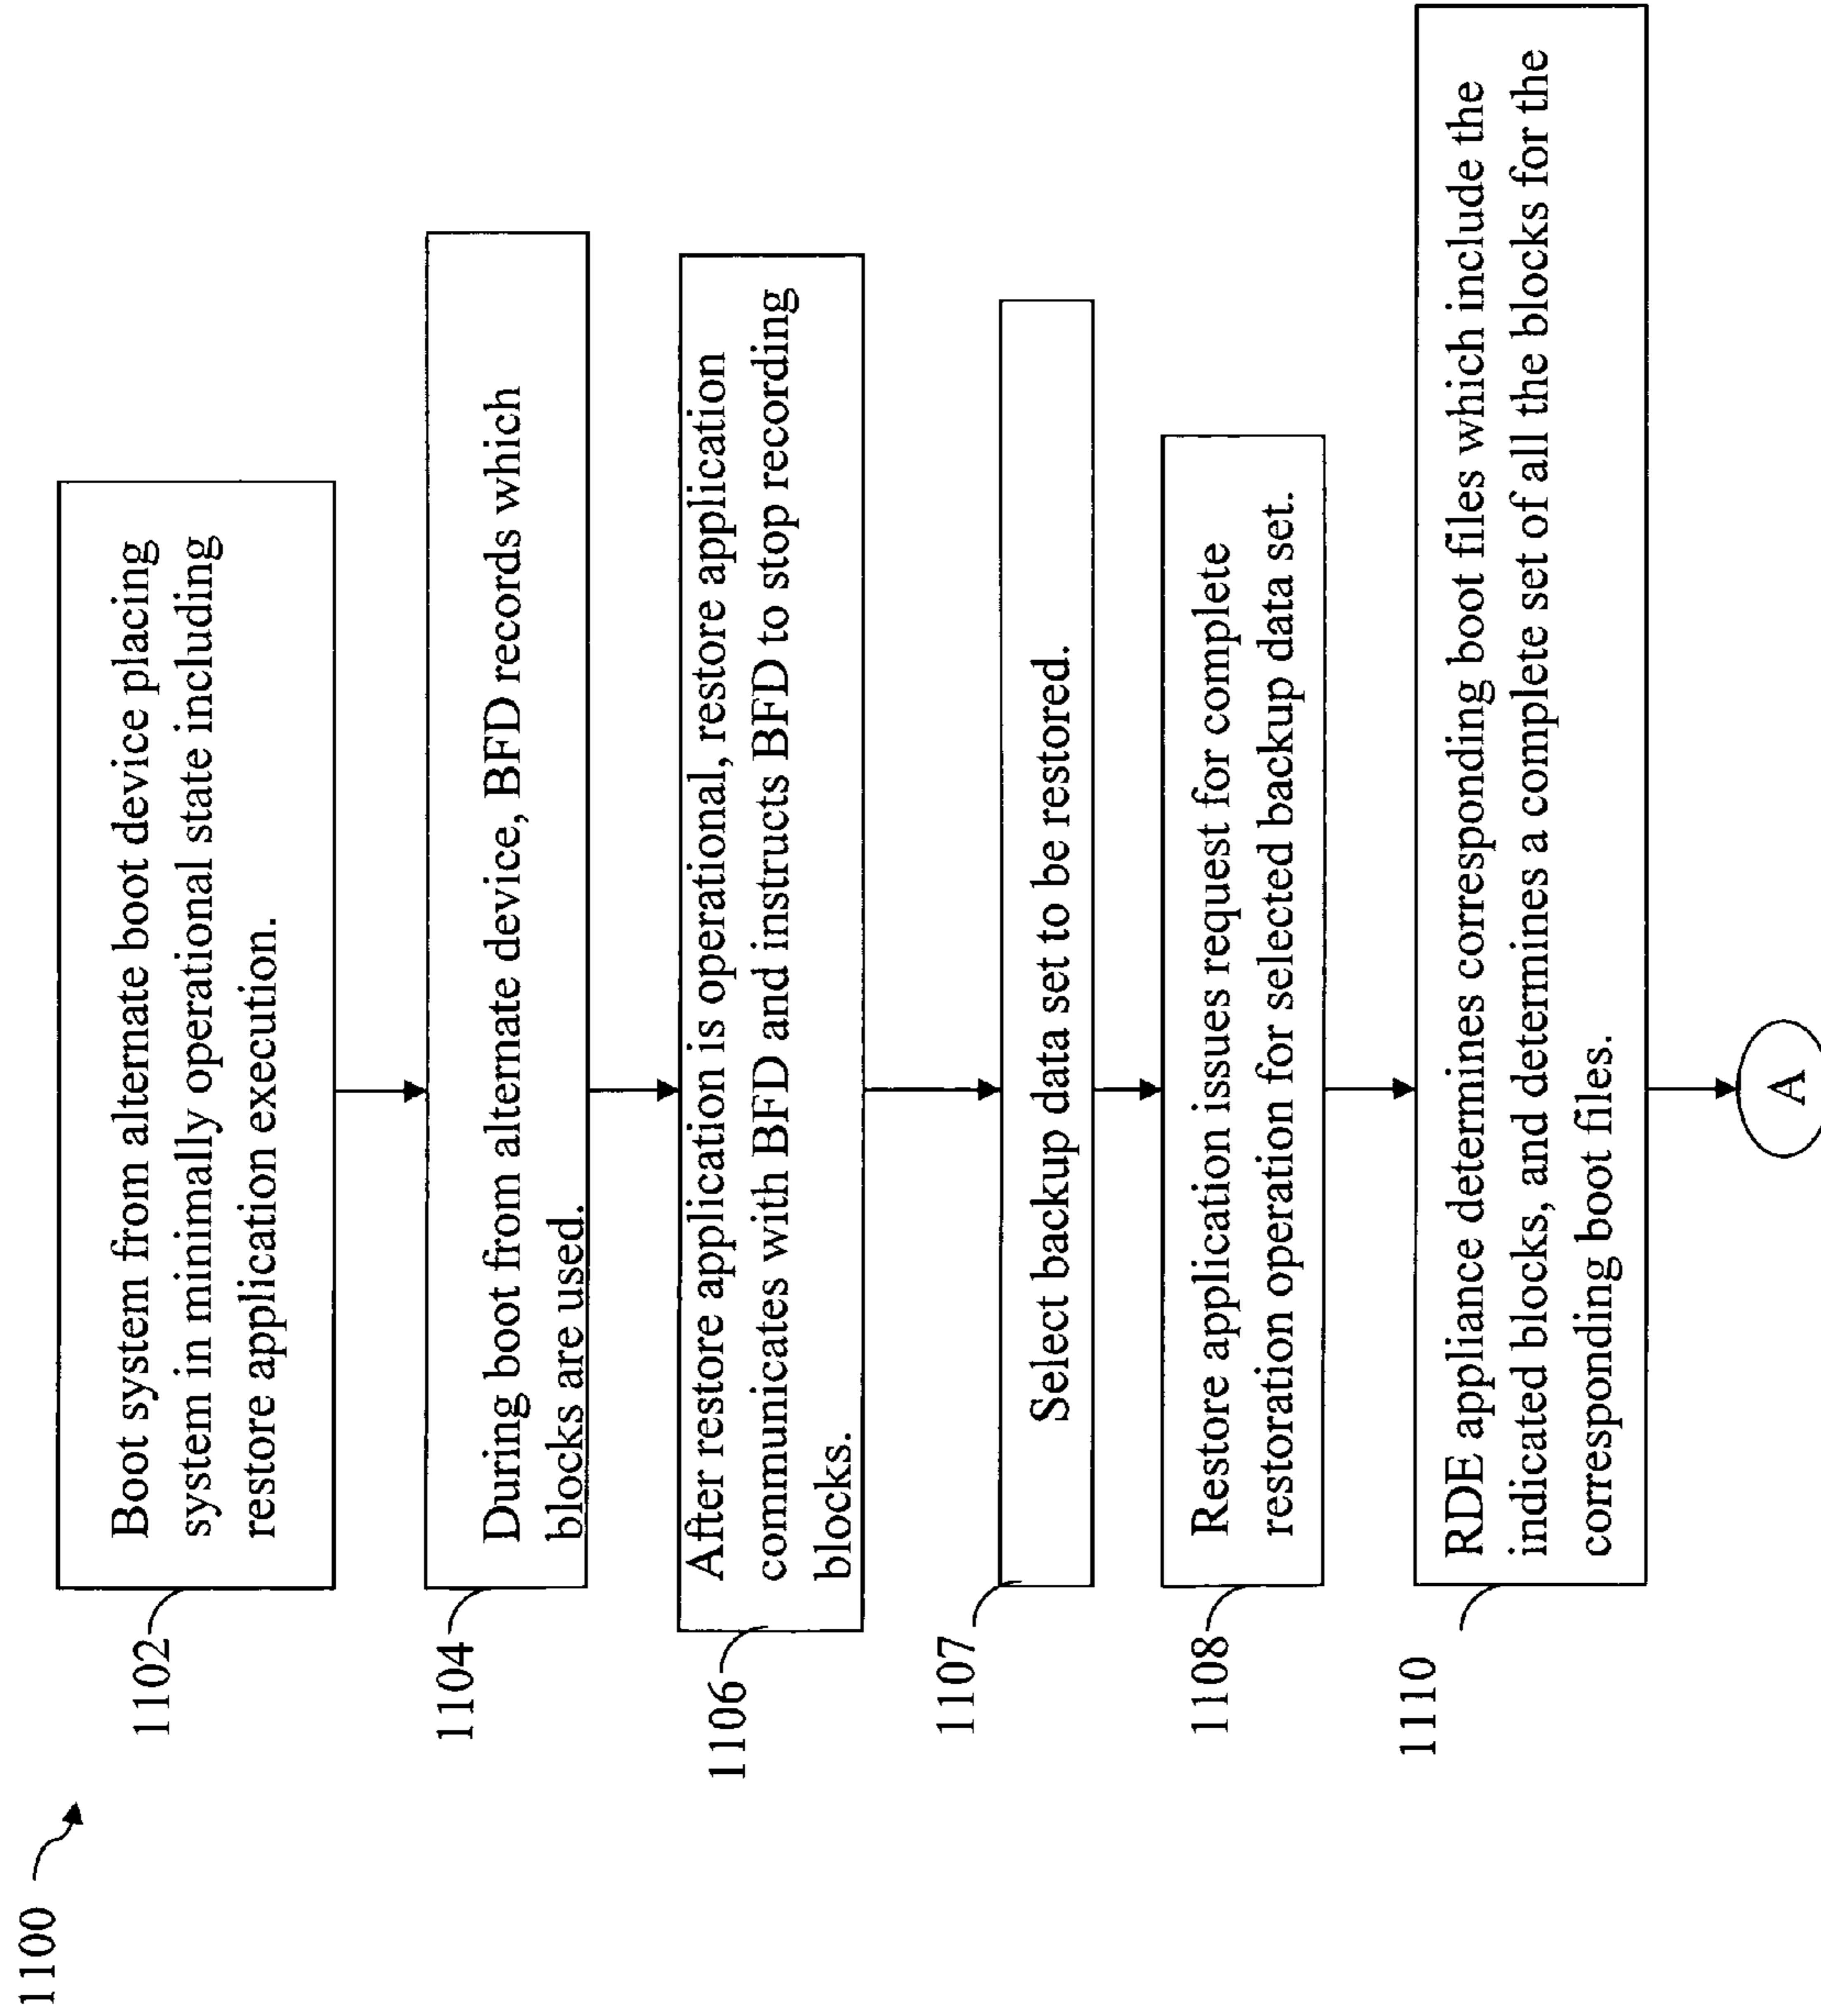 1100
1102
Boot system from alternate boot device placing
system in minimally operational state including
restore application execution.
1104
During boot from alternate device, BFD records which
blocks are used.
1106
After restore application is operational, restore application
communicates with BFD and instructs BFD to stop recording
blocks.
1107
Select backup data set to be restored.
1108
Restore application issues request for complete
restoration operation for selected backup data set.
1110
RDE appliance determines corresponding boot files which include the
indicated blocks, and determines a complete set of all the blocks for the
corresponding boot files.
A